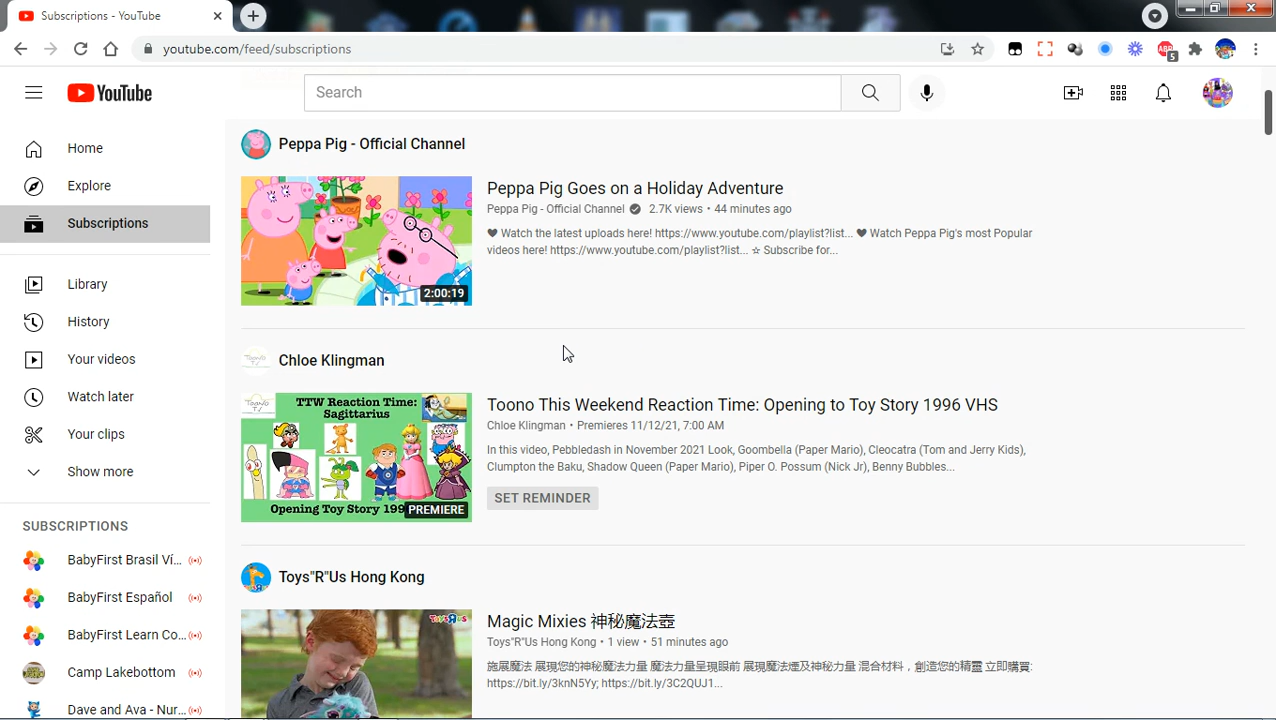 Subscriptions - YouTube
youtube.com/feed/subscriptions
ABP
5
YouTube
Search
Home
Explore
Subscriptions
Library
History
Your videos
Watch later
Your clips
Show more
SUBSCRIPTIONS
BabyFirst Brasil Ví...
BabyFirst Español
BabyFirst Learn Co...
Camp Lakebottom
Dave and Ava - Nur...
Peppa Pig - Official Channel
2:00:19
Peppa Pig Goes on a Holiday Adventure
Peppa Pig - Official Channel 2.7K views • 44 minutes ago
♥ Watch the latest uploads here! https://www.youtube.com/playlist?list... ♥ Watch Peppa Pig's most Popular
videos here! https://www.youtube.com/playlist?list... ☆ Subscribe for...
Toono TV
Chloe Klingman
Toono TV
TTW Reaction Time:
Sagittarius
Opening to Toy Story 199
PREMIERE
Toono This Weekend Reaction Time: Opening to Toy Story 1996 VHS
Chloe Klingman • Premieres 11/12/21, 7:00 AM
In this video, Pebbledash in November 2021 Look, Goombella (Paper Mario), Cleocatra (Tom and Jerry Kids),
Clumpton the Baku, Shadow Queen (Paper Mario), Piper O. Possum (Nick Jr), Benny Bubbles...
SET REMINDER
Toys"R"Us Hong Kong
ToysRUs
Magic Mixies 神秘魔法壺
Toys"R"Us Hong Kong • 1 view • 51 minutes ago
施展魔法 展現您的神秘魔法力量 魔法力量呈現眼前 展現魔法煙及神秘力量 混合材料，創造您的精靈 立即購買:
https://bit.ly/3knN5Yy; https://bit.ly/3C2QUJ1...